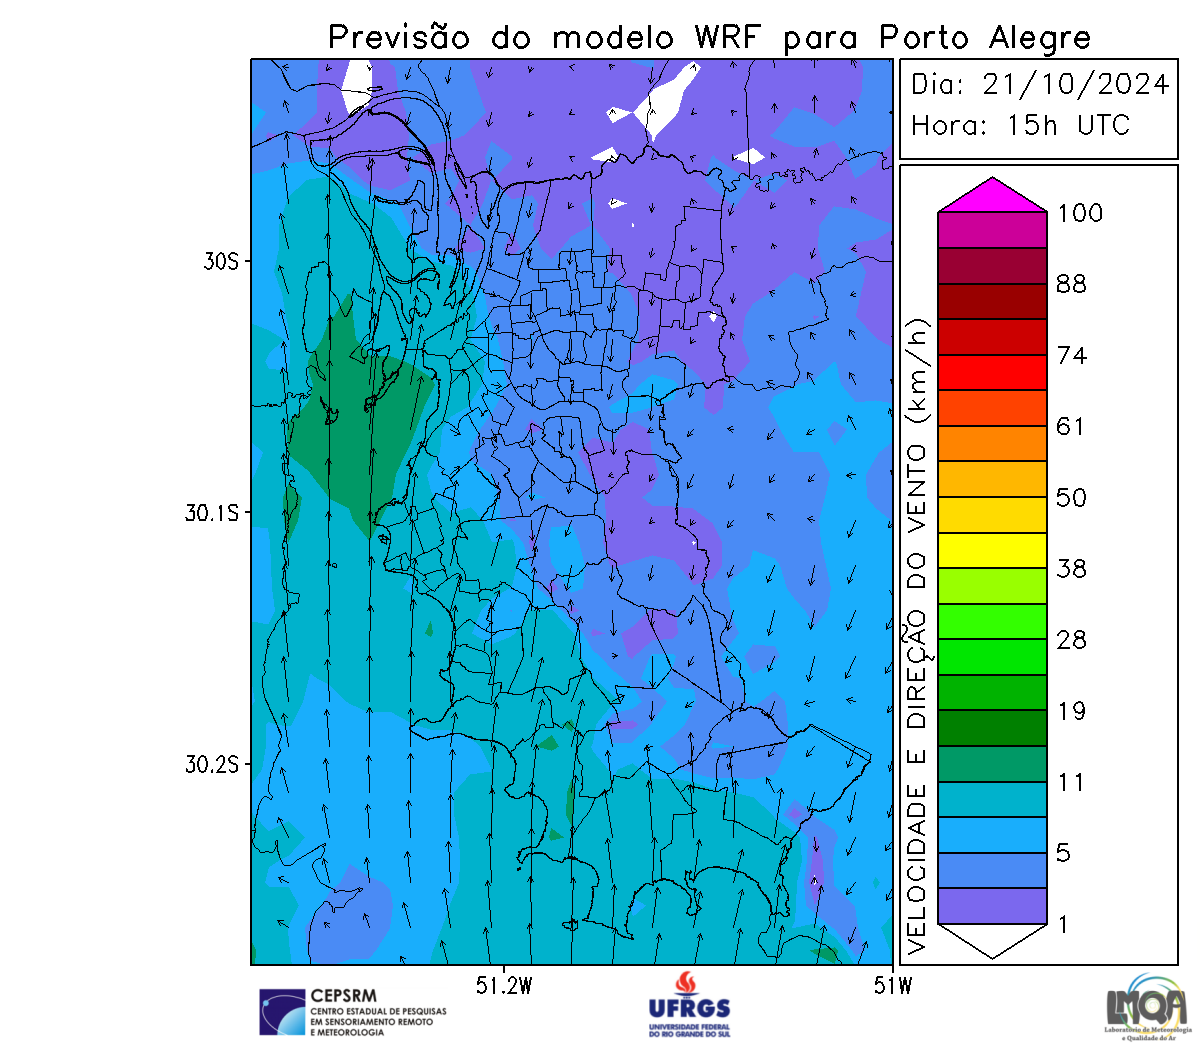 Previsão do modelo WRF para Porto Alegre
Dia: 21/10/2024
Hora: 15h UTC
30S
30.1S
30.2S
51.2W
51W
VELOCIDADE E DIREÇÃO DO VENTO (km/h)
100
88
74
61
50
38
28
19
11
5
1
CEPSRM
CENTRO ESTADUAL DE PESQUISAS
EM SENSORIAMENTO REMOTO
E METEOROLOGIA
UFRGS
UNIVERSIDADE FEDERAL
DO RIO GRANDE DO SUL
LMQA
Laboratório de Meteorologia
e Qualidade do Ar